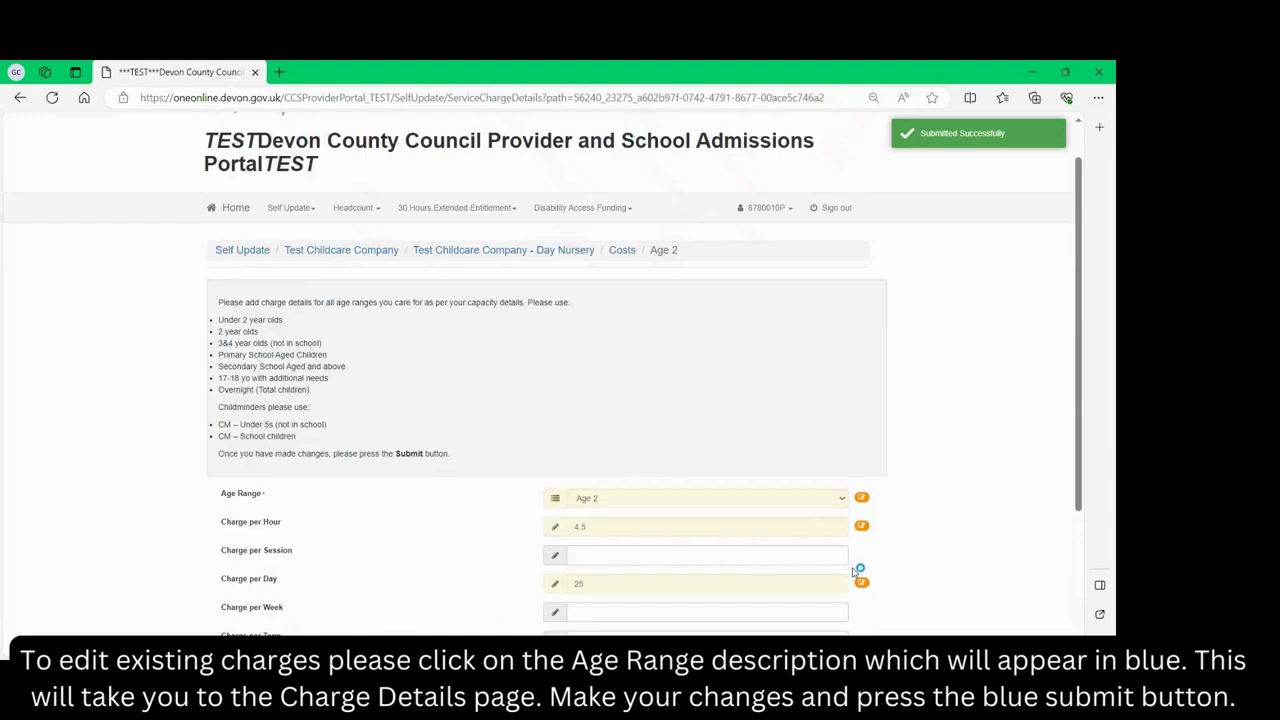 GC
***TEST***Devon County Council
https://oneonline.devon.gov.uk/CCSProviderPortal_TEST/SelfUpdate/ServiceChargeDetails?path=56240_23275_a602b97f-0742-4791-8677-00ace5c746a2
Submitted Successfully
TESTDevon County Council Provider and School Admissions
PortalTEST
Home Self Update Headcount 30 Hours Extended Entitlement Disability Access Funding 8780010P Sign out
Self Update / Test Childcare Company / Test Childcare Company - Day Nursery / Costs / Age 2
Please add charge details for all age ranges you care for as per your capacity details. Please use:
• Under 2 year olds
• 2 year olds
• 3&4 year olds (not in school)
• Primary School Aged Children
• Secondary School Aged and above
• 17-18 yo with additional needs
• Overnight (Total children)
Childminders please use:
• CM – Under 5s (not in school)
• CM – School children
Once you have made changes, please press the Submit button.
Age Range* Age 2
Charge per Hour 4.5
Charge per Session
Charge per Day 25
Charge per Week
Charge per Term
To edit existing charges please click on the Age Range description which will appear in blue. This
will take you to the Charge Details page. Make your changes and press the blue submit button.